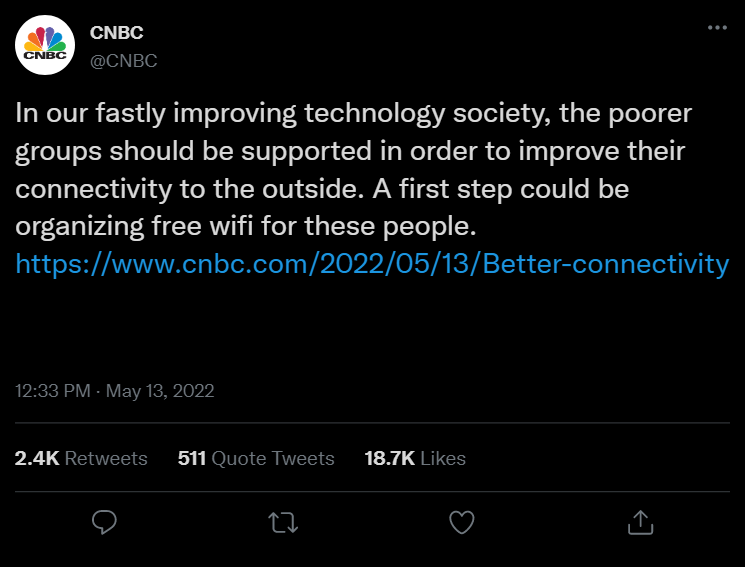 CNBC
CNBC
@CNBC
In our fastly improving technology society, the poorer
groups should be supported in order to improve their
connectivity to the outside. A first step could be
organizing free wifi for these people.
https://www.cnbc.com/2022/05/13/Better-connectivity
12:33 PM · May 13, 2022
2.4K Retweets 511 Quote Tweets 18.7K Likes